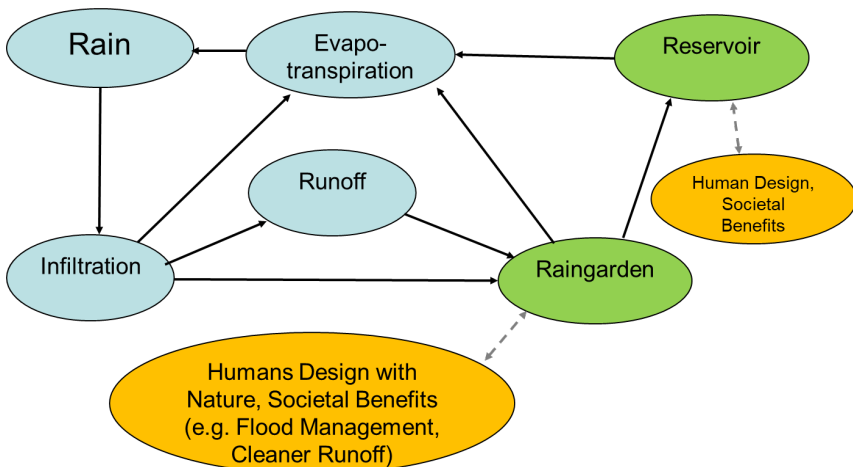 Rain
Evapo-
transpiration
Reservoir
Runoff
Human Design,
Societal
Benefits
Infiltration
Raingarden
Humans Design with
Nature, Societal Benefits
(e.g. Flood Management,
Cleaner Runoff)